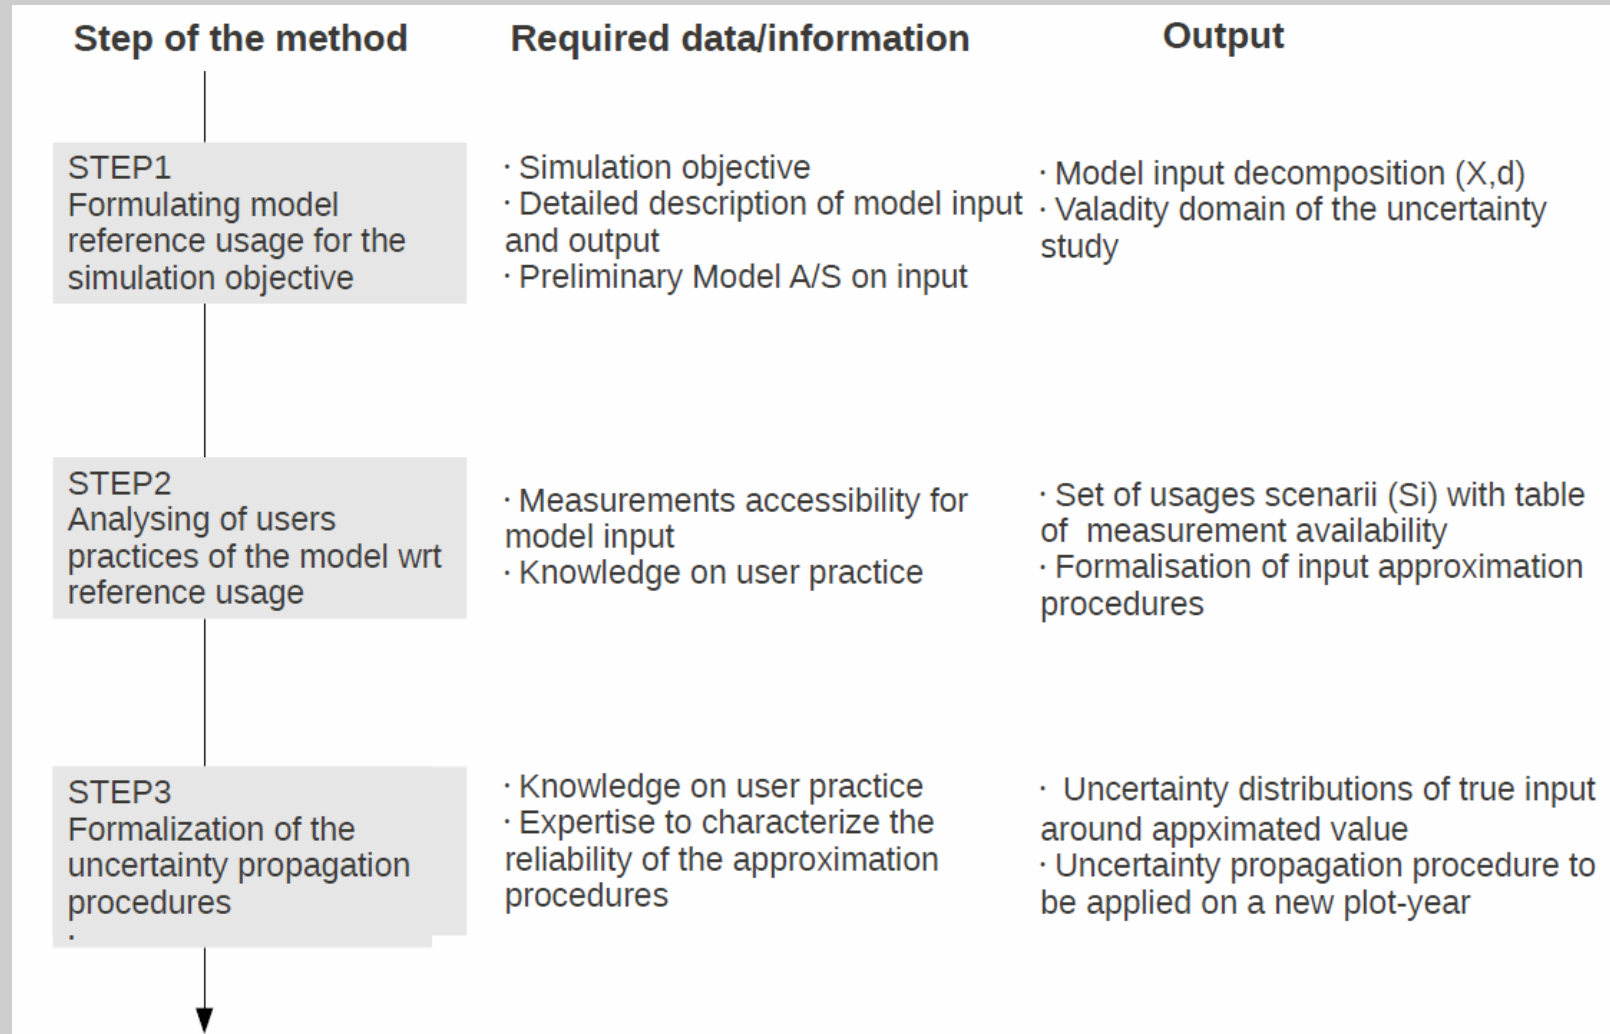 Step of the method
Required data/information
Output
STEP1
Formulating model
reference usage for the
simulation objective
· Simulation objective
· Detailed description of model input
and output
· Preliminary Model A/S on input
· Model input decomposition (X,d)
· Valadity domain of the uncertainty
study
STEP2
Analysing of users
practices of the model wrt
reference usage
· Measurements accessibility for
model input
· Knowledge on user practice
· Set of usages scenarii (Si) with table
of  measurement availability
· Formalisation of input approximation
procedures
STEP3
Formalization of the
uncertainty propagation
procedures
·
· Knowledge on user practice
· Expertise to characterize the
reliability of the approximation
procedures
·  Uncertainty distributions of true input
around appximated value
· Uncertainty propagation procedure to
be applied on a new plot-year